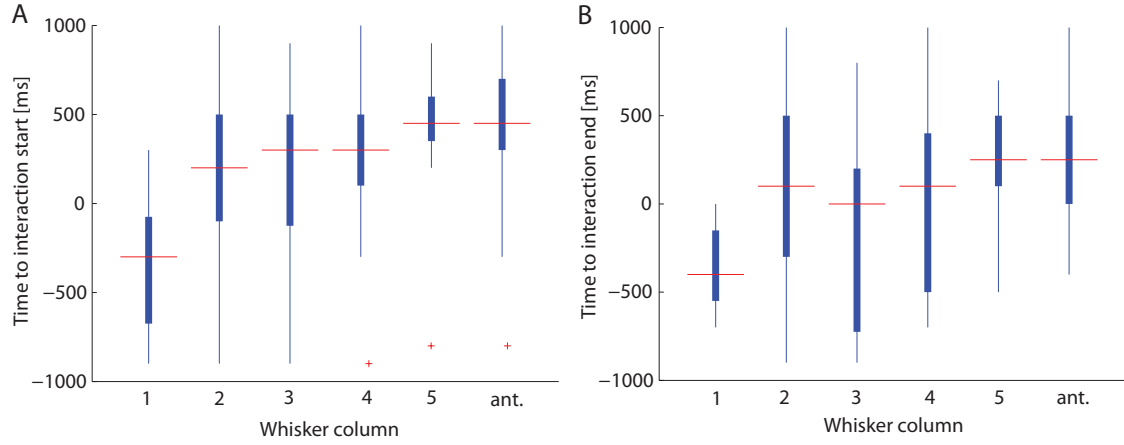 A
Time to interaction start [ms]
1000
500
0
−500
−1000
1 2 3 4 5 ant.
Whisker column
B
Time to interaction end [ms]
1000
500
0
−500
−1000
1 2 3 4 5 ant.
Whisker column